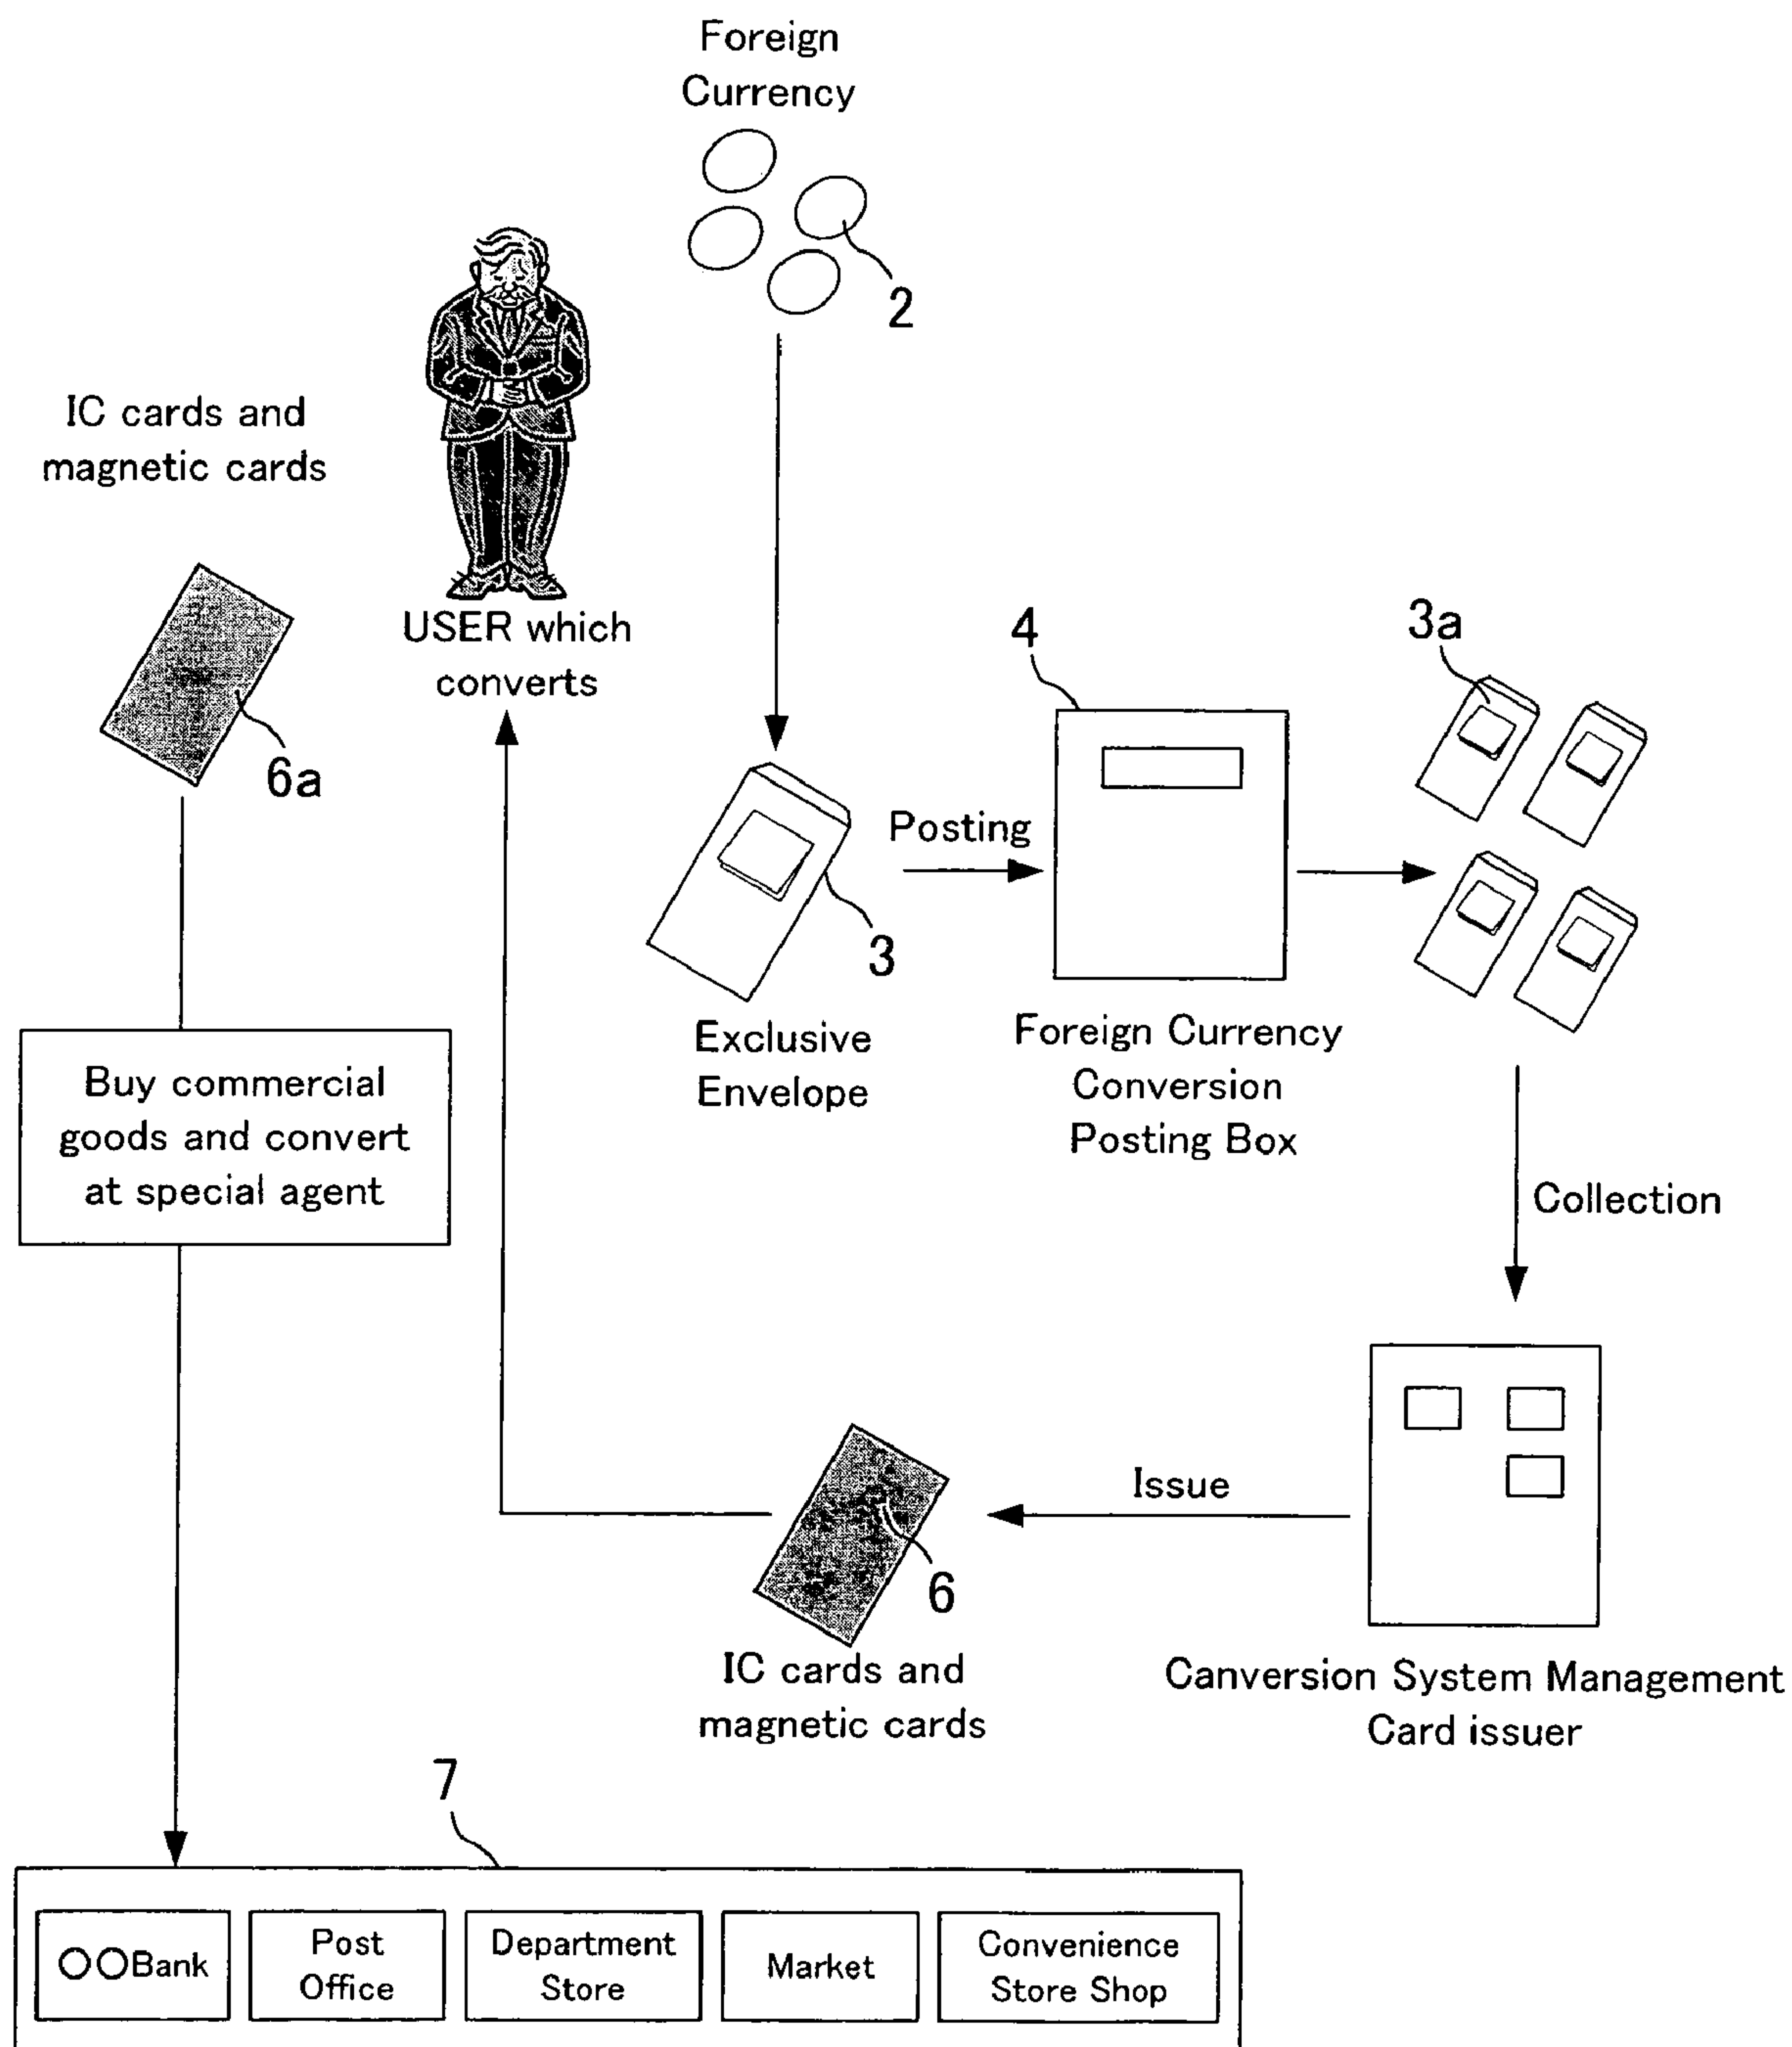 Foreign
Currency
2
IC cards and
magnetic cards
USER which
converts
6a
4
3a
Posting
3
Exclusive
Envelope
Foreign Currency
Conversion
Posting Box
Buy commercial
goods and convert
at special agent
Collection
Issue
6
IC cards and
magnetic cards
Canversion System Management
Card issuer
7
○○Bank
Post
Office
Department
Store
Market
Convenience
Store Shop